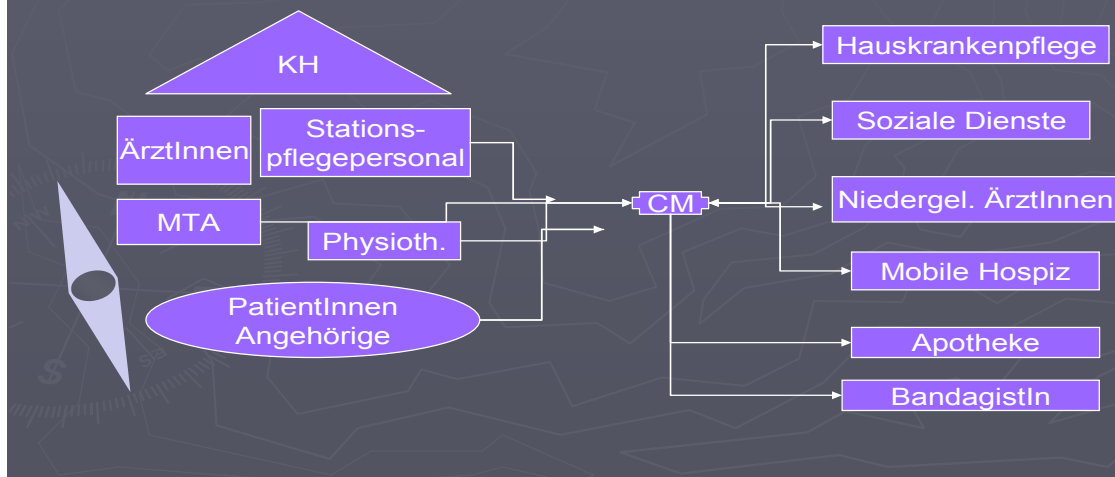 KH
ÄrztInnen
Stations-
pflegepersonal
MTA
Physioth.
PatientInnen
Angehörige
CM
Hauskrankenpflege
Soziale Dienste
Niedergel. ÄrztInnen
Mobile Hospiz
Apotheke
BandagistIn